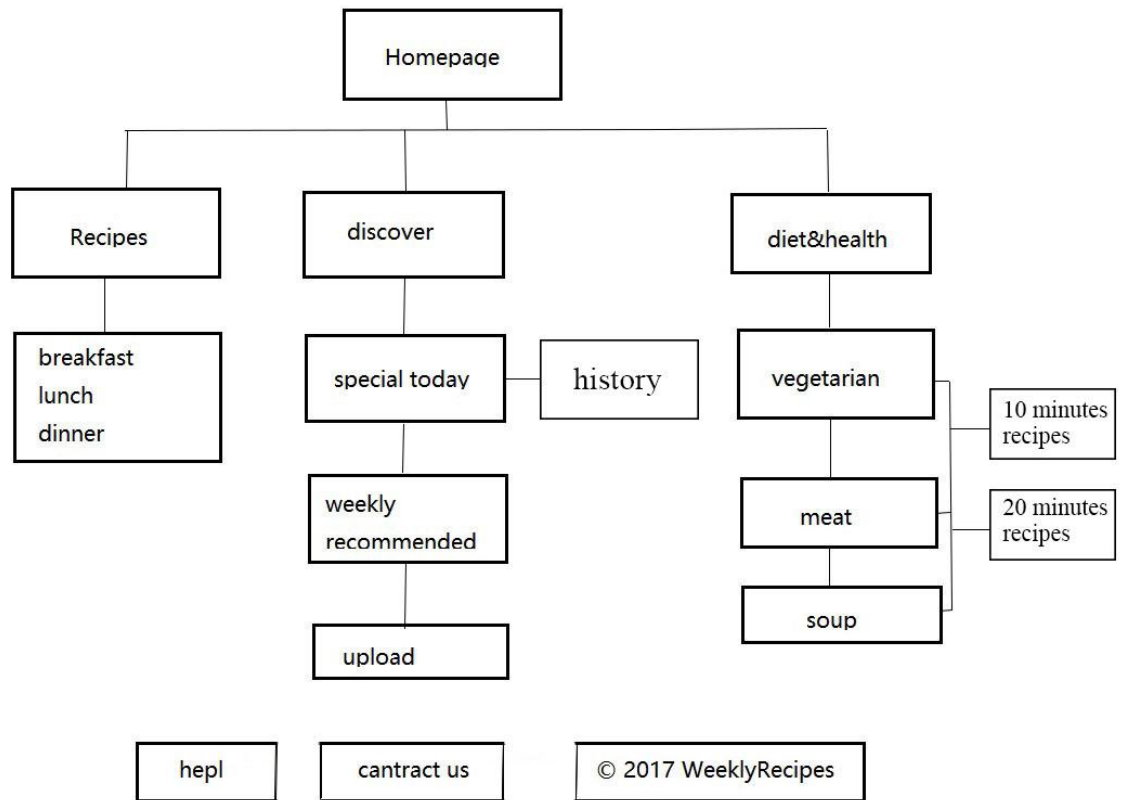 Homepage
Recipes
discover
diet&health
breakfast
lunch
dinner
special today
history
vegetarian
10 minutes
recipes
weekly
recommended
meat
20 minutes
recipes
soup
upload
hepl
cantract us
© 2017 WeeklyRecipes